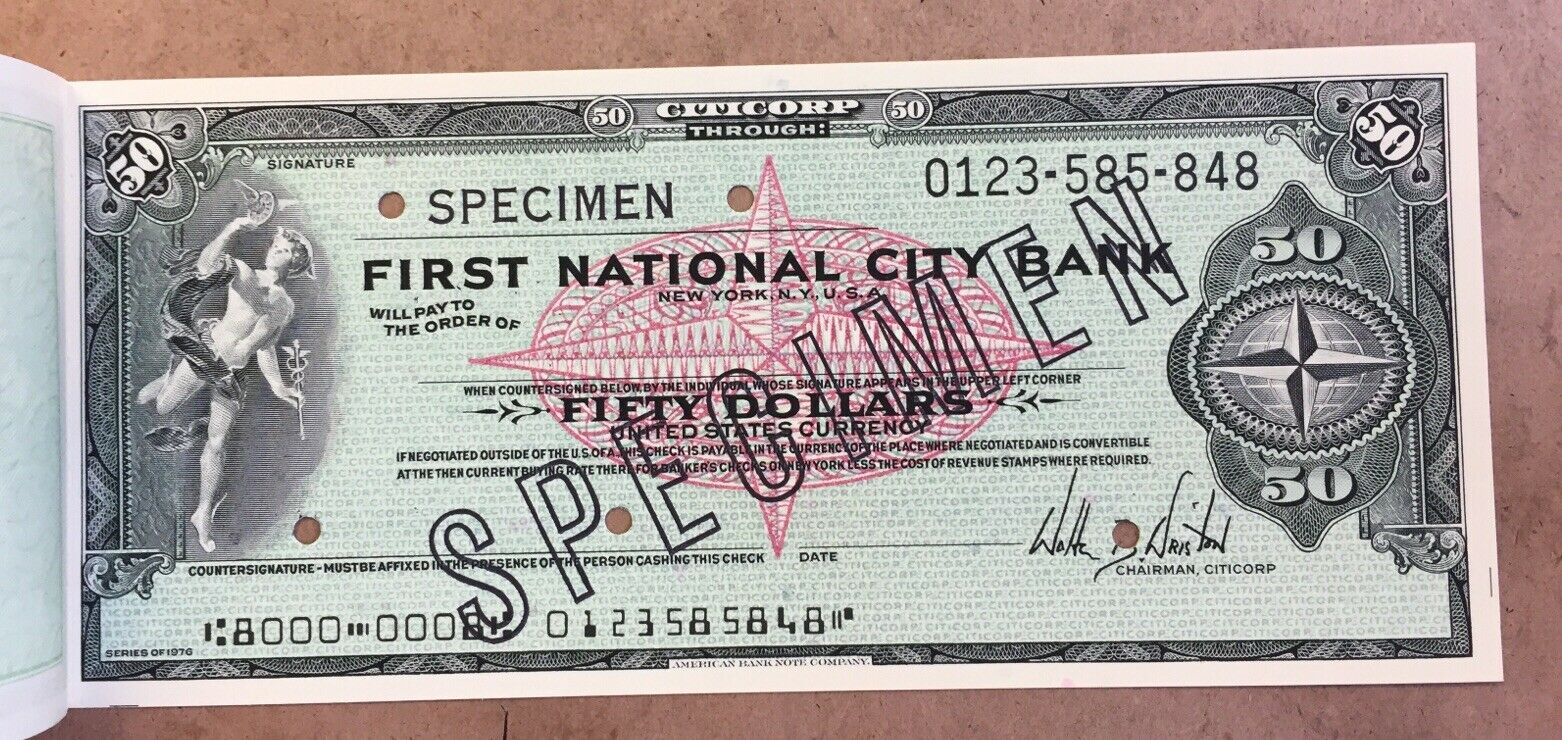 50 CITICORP 50
THROUGH:
50
50
SIGNATURE
SPECIMEN
0123-585-848
FIRST NATIONAL CITY BANK
NEW YORK, N.Y., U.S.A.
WILL PAY TO
THE ORDER OF
50
WHEN COUNTERSIGNED BELOW BY THE INDIVIDUAL WHOSE SIGNATURE APPEARS IN THE UPPER LEFT CORNER
FIFTY DOLLARS
UNITED STATES CURRENCY
IF NEGOTIATED OUTSIDE OF THE U.S. OF A. THIS CHECK IS PAYABLE IN THE CURRENCY OF THE PLACE WHERE NEGOTIATED AND IS CONVERTIBLE
AT THE THEN CURRENT BUYING RATE THERE FOR BANKER'S CHECKS ON NEW YORK LESS THE COST OF REVENUE STAMPS WHERE REQUIRED.
50
SPECIMEN
Walter B Wriston
CHAIRMAN, CITICORP
COUNTERSIGNATURE - MUST BE AFFIXED IN THE PRESENCE OF THE PERSON CASHING THIS CHECK
DATE
⑆8000⑉000 0123585848⑈
SERIES OF 1976
AMERICAN BANK NOTE COMPANY.